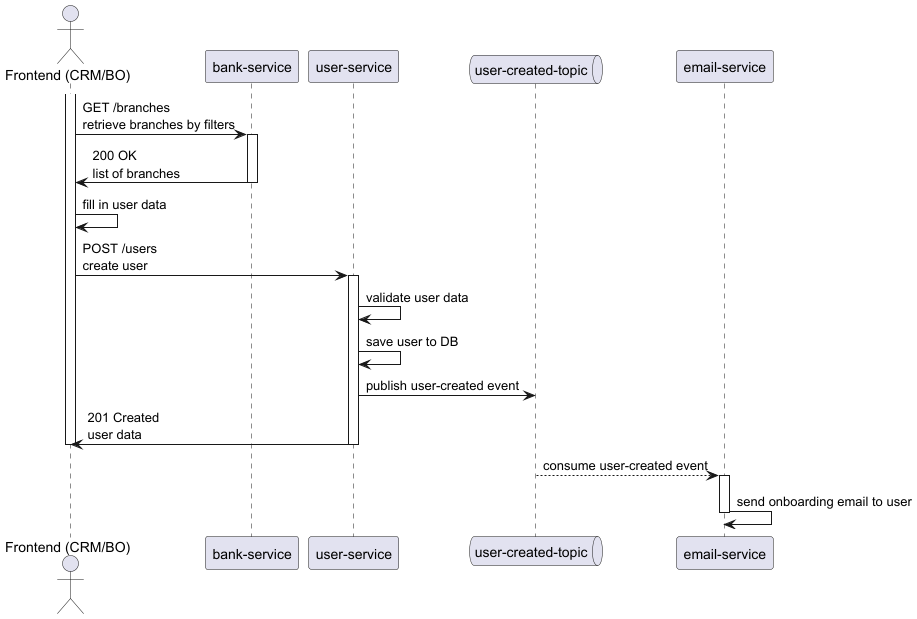 Frontend (CRM/BO)
bank-service
user-service
user-created-topic
email-service
GET /branches
retrieve branches by filters
200 OK
list of branches
fill in user data
POST /users
create user
validate user data
save user to DB
publish user-created event
201 Created
user data
consume user-created event
send onboarding email to user
Frontend (CRM/BO)
bank-service
user-service
user-created-topic
email-service